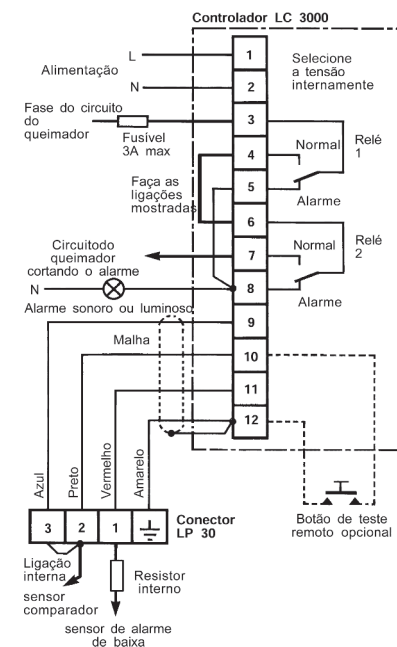 Controlador LC 3000
L
Alimentação
N
1
2
Selecione
a tensão
internamente
Fase do circuito
do
queimador
Fusível
3A max
3
4
5
6
7
8
9
10
11
12
Normal
Relé
1
Alarme
Faça as
ligações
mostradas
Normal
Relé
2
Alarme
Circuitodo
queimador
cortando o alarme
N
Alarme sonoro ou luminoso
Malha
Azul
Preto
Vermelho
Amarelo
3
2
1
Conector
LP 30
Botão de teste
remoto opcional
Ligação
interna
sensor
comparador
Resistor
interno
sensor de alarme
de baixa